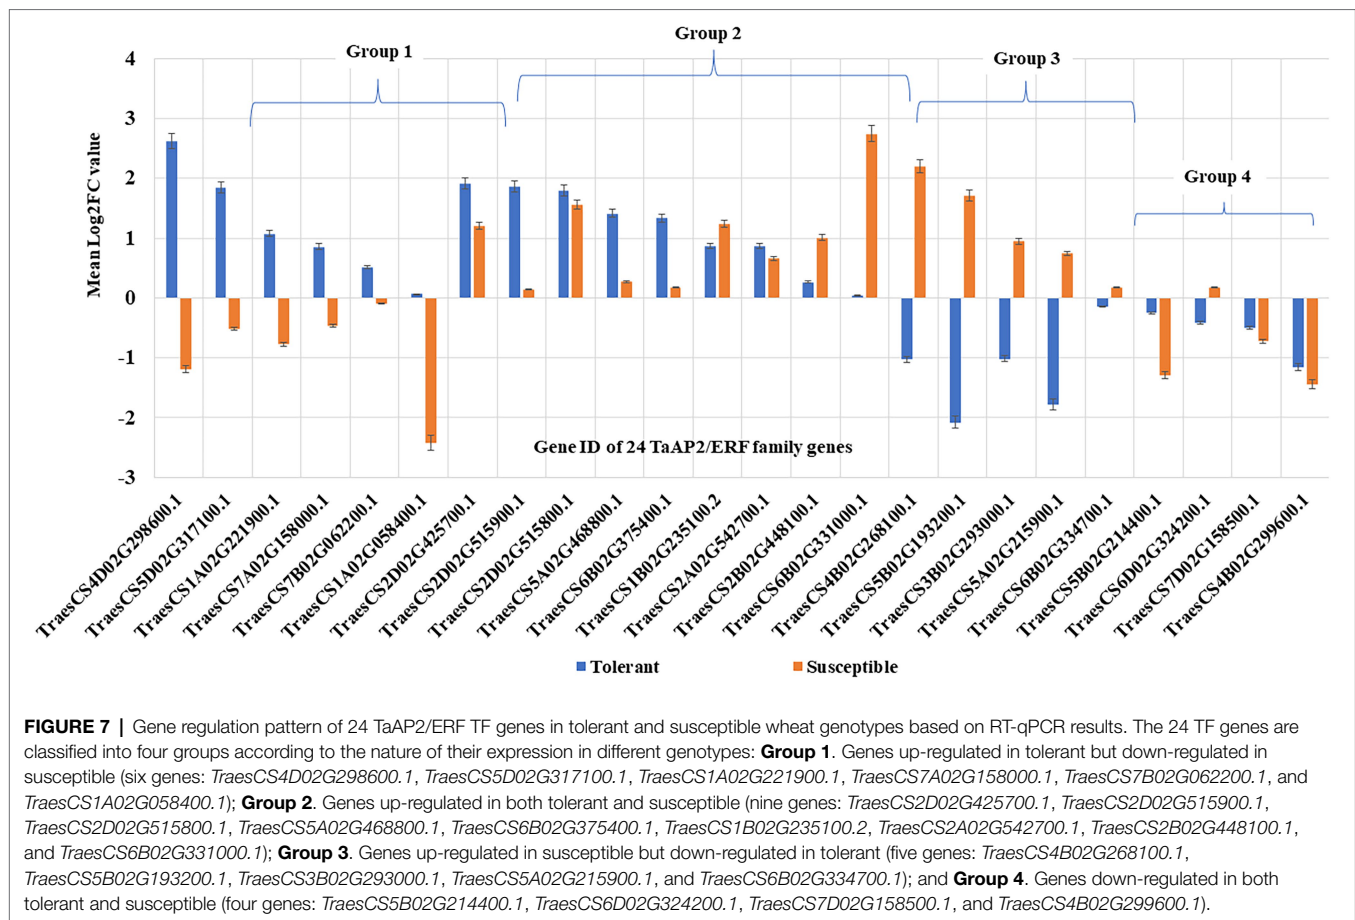 Group 1
Group 2
Group 3
Group 4
Mean Log2FC value
4
3
2
1
0
-1
-2
-3
Gene ID of 24 TaAP2/ERF family genes
TraesCS4D02G298600.1
TraesCS5D02G317100.1
TraesCS1A02G221900.1
TraesCS7A02G158000.1
TraesCS7B02G062200.1
TraesCS1A02G058400.1
TraesCS2D02G425700.1
TraesCS2D02G515900.1
TraesCS2D02G515800.1
TraesCS5A02G468800.1
TraesCS6B02G375400.1
TraesCS1B02G235100.2
TraesCS2A02G542700.1
TraesCS2B02G448100.1
TraesCS6B02G331000.1
TraesCS4B02G268100.1
TraesCS5B02G193200.1
TraesCS3B02G293000.1
TraesCS5A02G215900.1
TraesCS6B02G334700.1
TraesCS5B02G214400.1
TraesCS6D02G324200.1
TraesCS7D02G158500.1
TraesCS4B02G299600.1
Tolerant
Susceptible
FIGURE 7 | Gene regulation pattern of 24 TaAP2/ERF TF genes in tolerant and susceptible wheat genotypes based on RT-qPCR results. The 24 TF genes are
classified into four groups according to the nature of their expression in different genotypes: Group 1. Genes up-regulated in tolerant but down-regulated in
susceptible (six genes: TraesCS4D02G298600.1, TraesCS5D02G317100.1, TraesCS1A02G221900.1, TraesCS7A02G158000.1, TraesCS7B02G062200.1, and
TraesCS1A02G058400.1); Group 2. Genes up-regulated in both tolerant and susceptible (nine genes: TraesCS2D02G425700.1, TraesCS2D02G515900.1,
TraesCS2D02G515800.1, TraesCS5A02G468800.1, TraesCS6B02G375400.1, TraesCS1B02G235100.2, TraesCS2A02G542700.1, TraesCS2B02G448100.1,
and TraesCS6B02G331000.1); Group 3. Genes up-regulated in susceptible but down-regulated in tolerant (five genes: TraesCS4B02G268100.1,
TraesCS5B02G193200.1, TraesCS3B02G293000.1, TraesCS5A02G215900.1, and TraesCS6B02G334700.1); and Group 4. Genes down-regulated in both
tolerant and susceptible (four genes: TraesCS5B02G214400.1, TraesCS6D02G324200.1, TraesCS7D02G158500.1, and TraesCS4B02G299600.1).